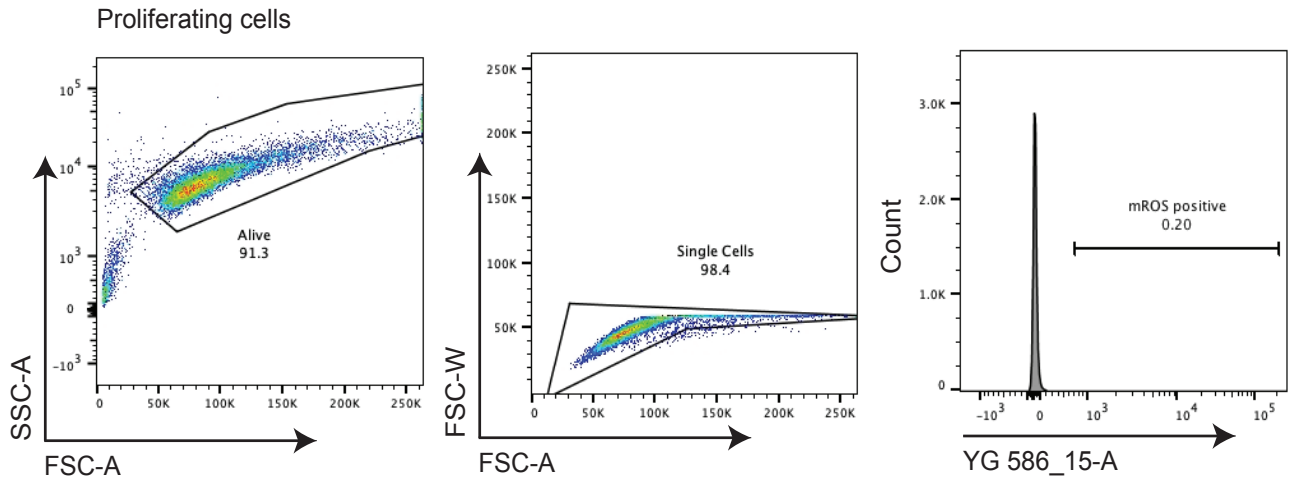 Proliferating cells
10^5
10^4
10^3
0
-10^3
Alive
91.3
0 50K 100K 150K 200K 250K
SSC-A
FSC-A
250K
200K
150K
100K
50K
Single Cells
98.4
0 50K 100K 150K 200K 250K
FSC-W
FSC-A
3.0K
2.0K
1.0K
0
mROS positive
0.20
-10^3 0 10^3 10^4 10^5
Count
YG 586_15-A